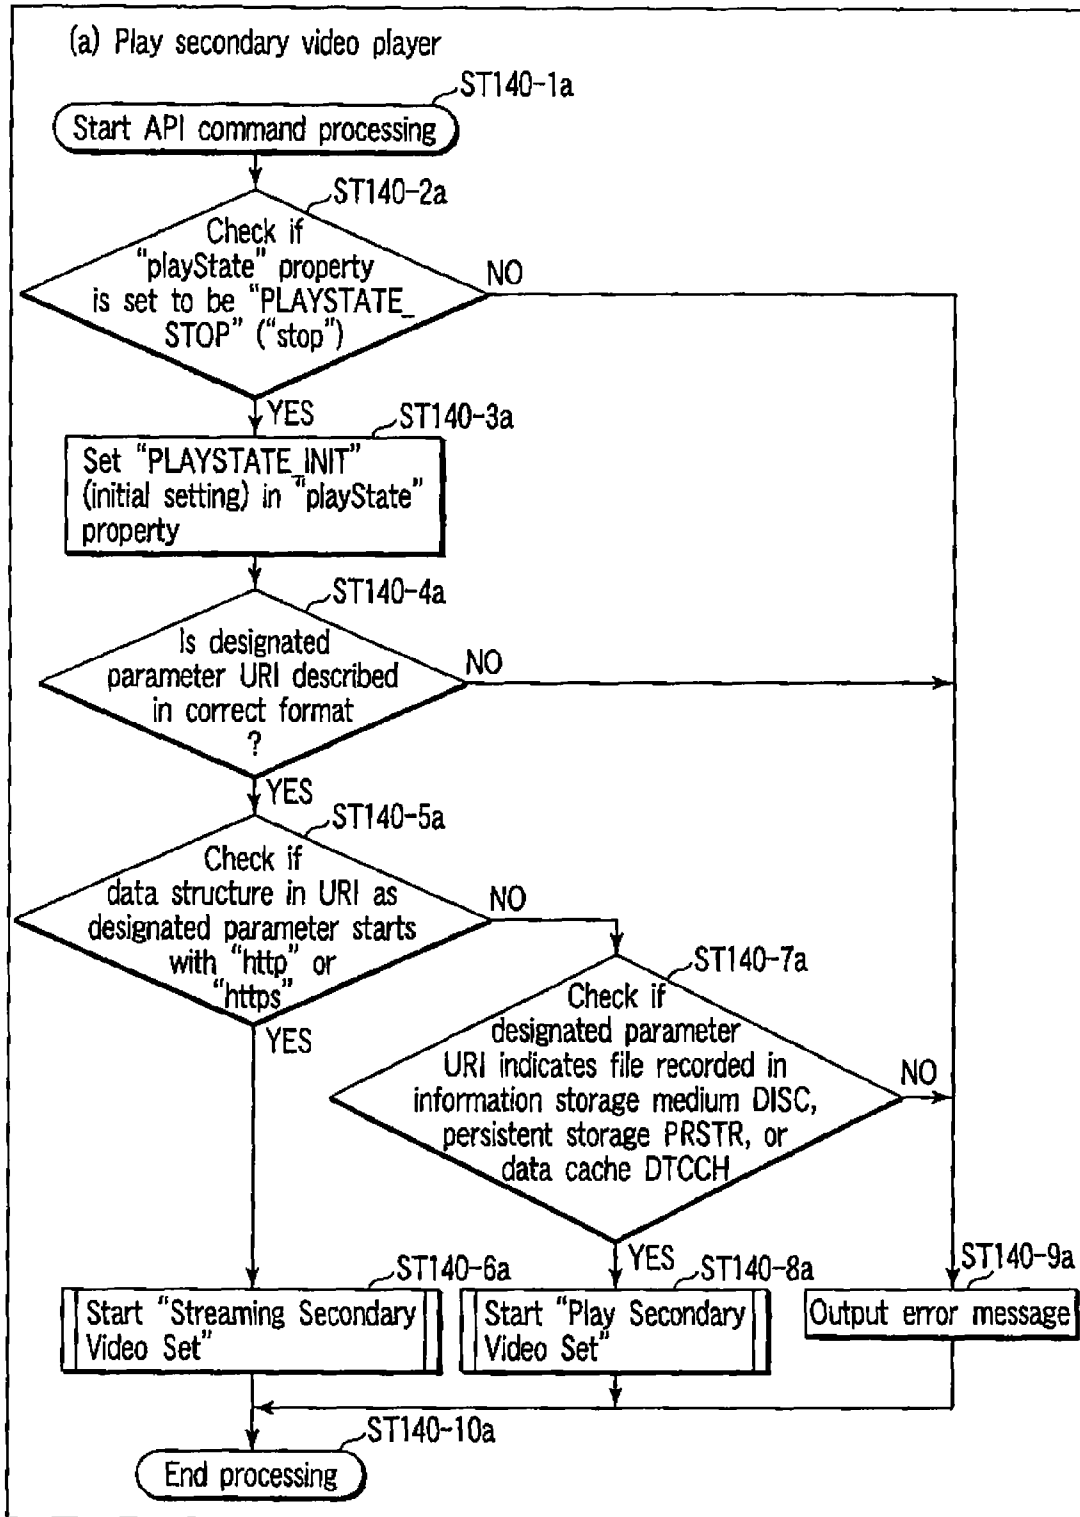 (a) Play secondary video player
ST140-1a
Start API command processing
ST140-2a
Check if
"playState" property
is set to be "PLAYSTATE_
STOP" ("stop")
NO
YES
ST140-3a
Set "PLAYSTATE_INIT"
(initial setting) in "playState"
property
ST140-4a
Is designated
parameter URI described
in correct format
?
NO
YES
ST140-5a
Check if
data structure in URI as
designated parameter starts
with "http" or
"https"
NO
YES
ST140-7a
Check if
designated parameter
URI indicates file recorded in
information storage medium DISC,
persistent storage PRSTR, or
data cache DTCCH
NO
YES
ST140-6a
Start "Streaming Secondary
Video Set"
ST140-8a
Start "Play Secondary
Video Set"
ST140-9a
Output error message
ST140-10a
End processing